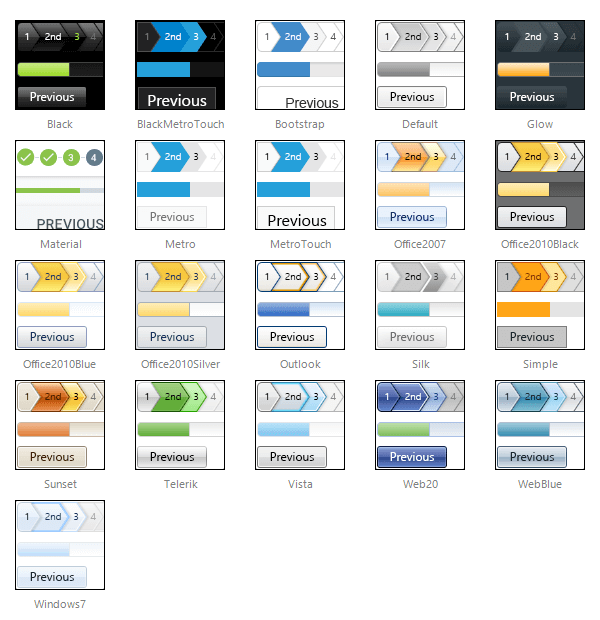 1 2nd 3 4 1 2nd 3 4 1 2nd 3 4 1 2nd 3 4 1 2nd 3 4
Previous Previous Previous Previous Previous
Black BlackMetroTouch Bootstrap Default Glow
3 4 1 2nd 3 4 1 2nd 3 4 1 2nd 3 4 1 2nd 3 4
PREVIOUS Previous Previous Previous Previous
Material Metro MetroTouch Office2007 Office2010Black
1 2nd 3 4 1 2nd 3 4 1 2nd 3 4 1 2nd 3 4 1 2nd 3 4
Previous Previous Previous Previous Previous
Office2010Blue Office2010Silver Outlook Silk Simple
1 2nd 3 4 1 2nd 3 4 1 2nd 3 4 1 2nd 3 4 1 2nd 3 4
Previous Previous Previous Previous Previous
Sunset Telerik Vista Web20 WebBlue
1 2nd 3 4
Previous
Windows7